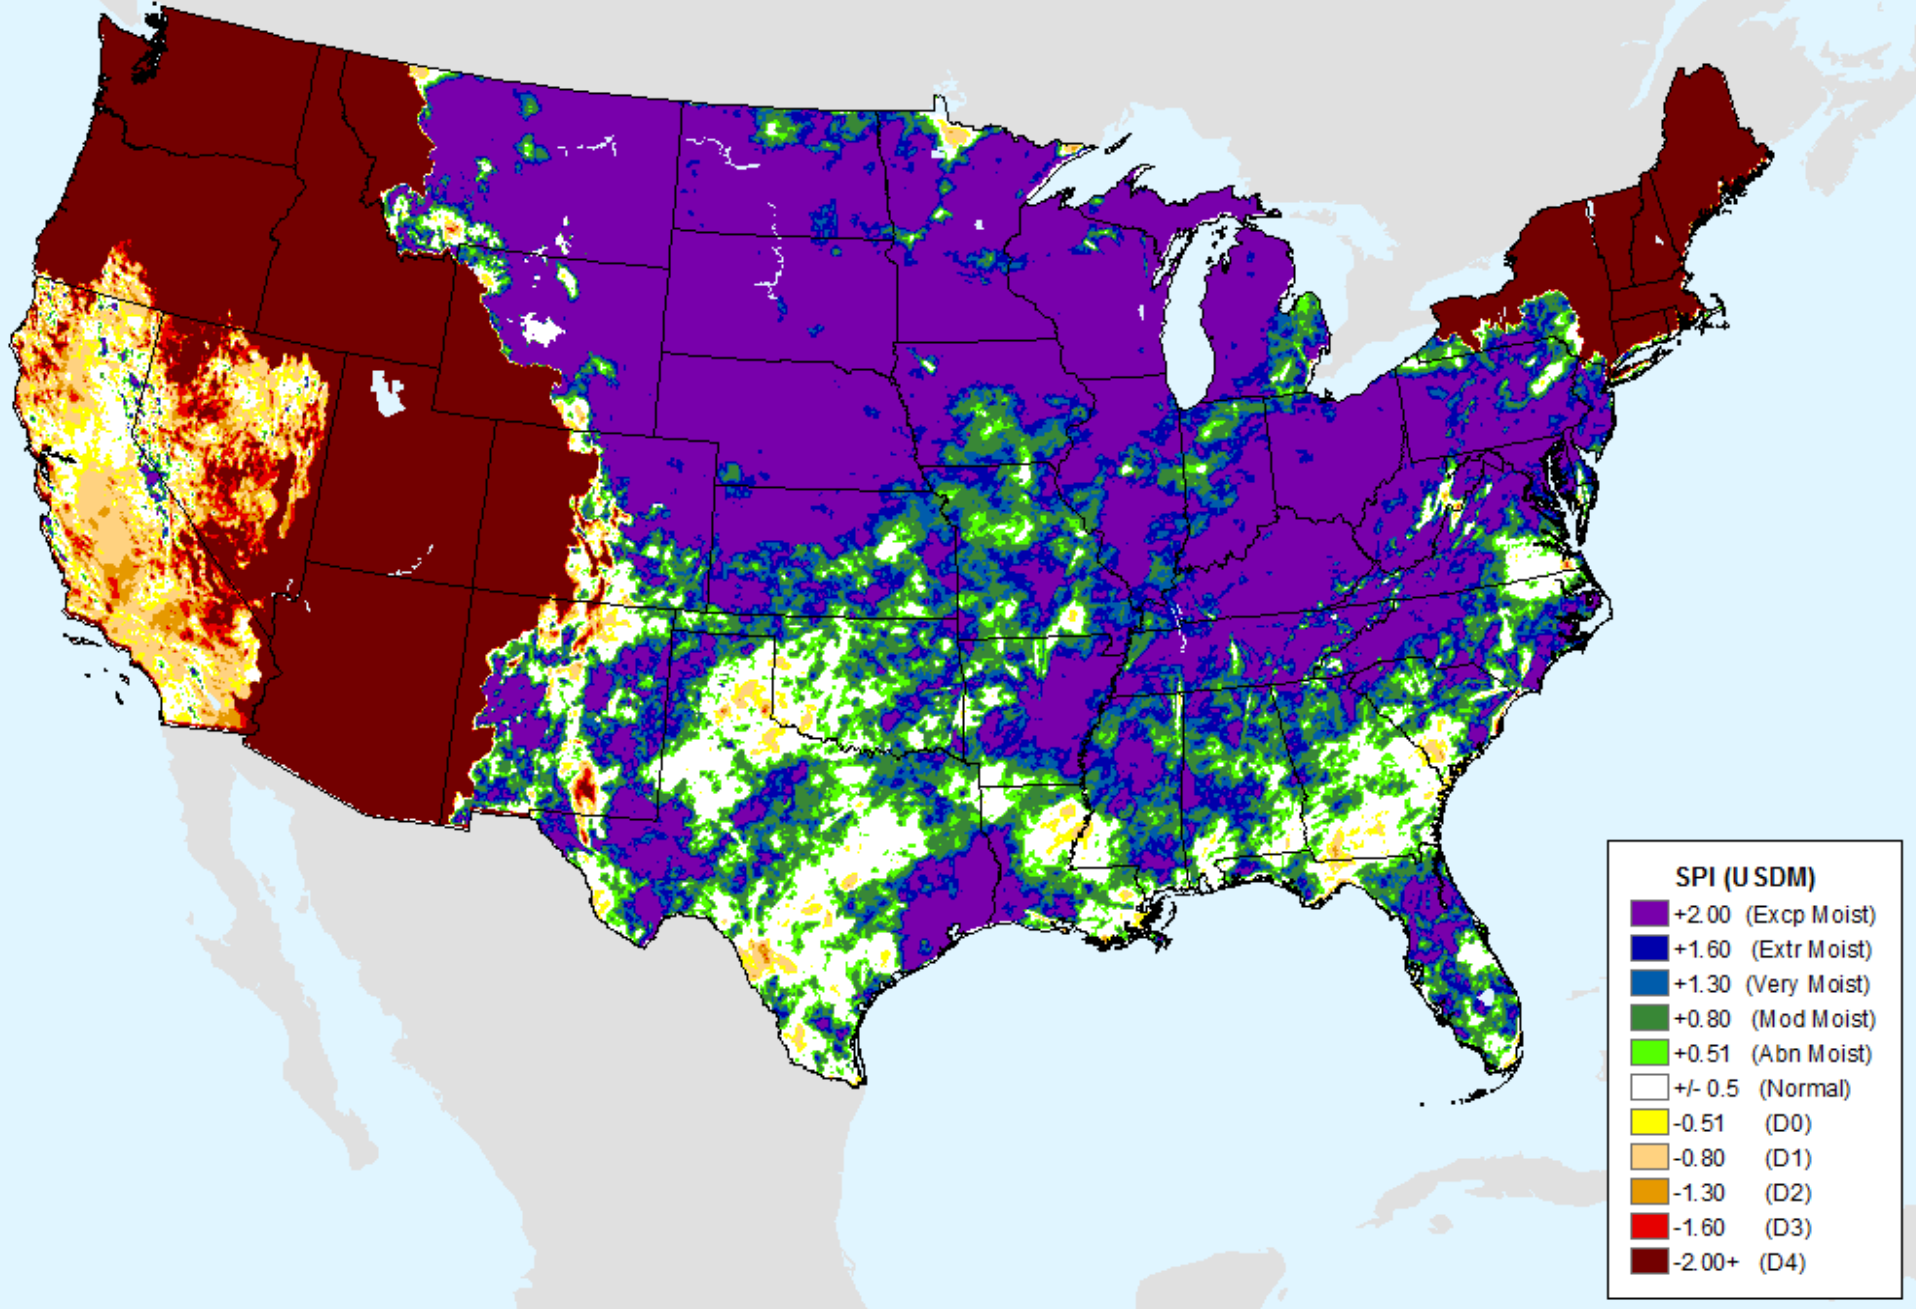 SPI (USDM)
+2.00 (Excp Moist)
+1.60 (Extr Moist)
+1.30 (Very Moist)
+0.80 (Mod Moist)
+0.51 (Abn Moist)
+/- 0.5 (Normal)
-0.51 (D0)
-0.80 (D1)
-1.30 (D2)
-1.60 (D3)
-2.00+ (D4)